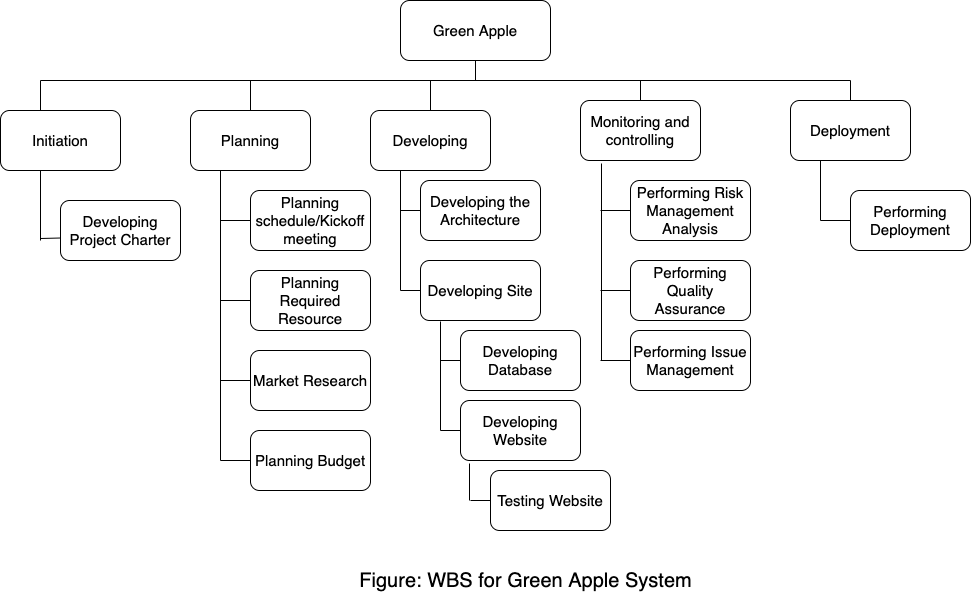 Green Apple
Initiation
Planning
Developing
Monitoring and
controlling
Deployment
Developing
Project Charter
Planning
schedule/Kickoff
meeting
Planning
Required
Resource
Market Research
Planning Budget
Developing the
Architecture
Developing Site
Developing
Database
Developing
Website
Testing Website
Performing Risk
Management
Analysis
Performing
Quality
Assurance
Performing Issue
Management
Performing
Deployment
Figure: WBS for Green Apple System